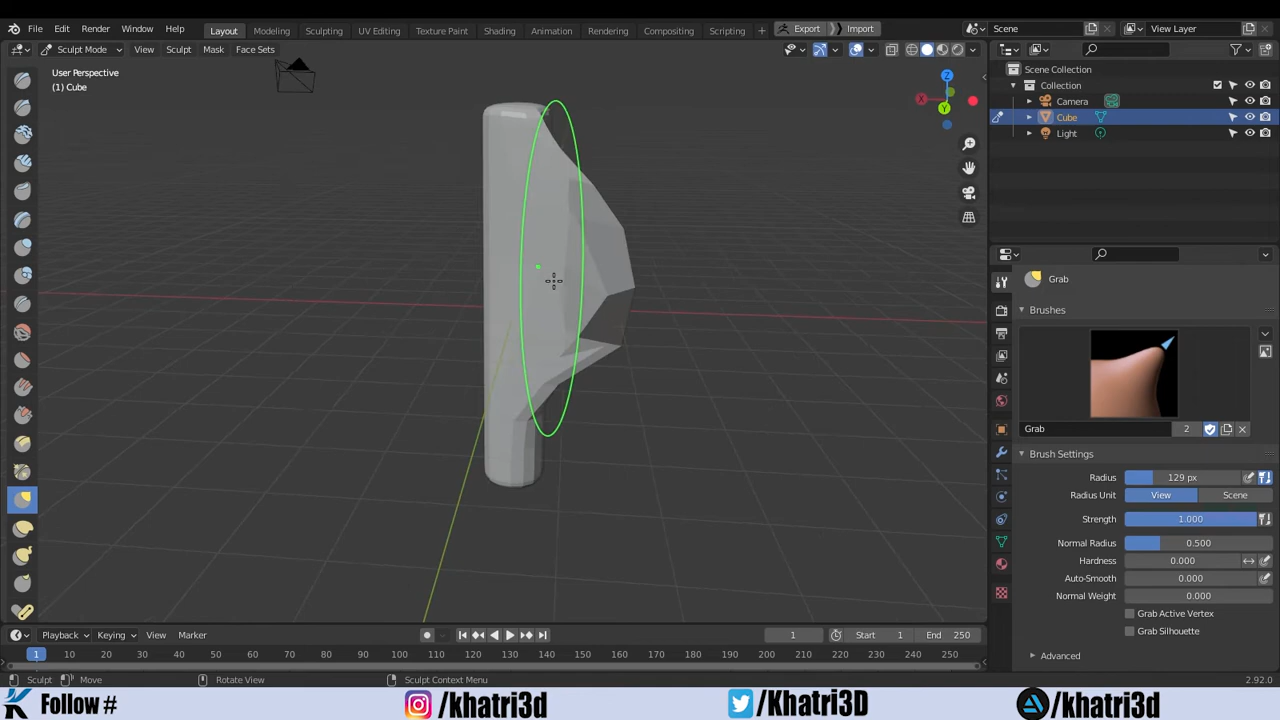 File Edit Render Window Help Layout Modeling Sculpting UV Editing Texture Paint Shading Animation Rendering Compositing Scripting + Export Import Scene View Layer
Sculpt Mode View Sculpt Mask Face Sets
User Perspective
(1) Cube
Z
X
Y
Scene Collection
Collection
Camera
Cube
Light
Grab
Brushes
Grab 2
Brush Settings
Radius 129 px
Radius Unit View Scene
Strength 1.000
Normal Radius 0.500
Hardness 0.000
Auto-Smooth 0.000
Normal Weight 0.000
Grab Active Vertex
Grab Silhouette
Advanced
Playback Keying View Marker 1 Start 1 End 250
1 10 20 30 40 50 60 70 80 90 100 110 120 130 140 150 160 170 180 190 200 210 220 230 240 250
Sculpt Move Rotate View Sculpt Context Menu 2.92.0
Follow # /khatri3d /Khatri3D /khatri3d